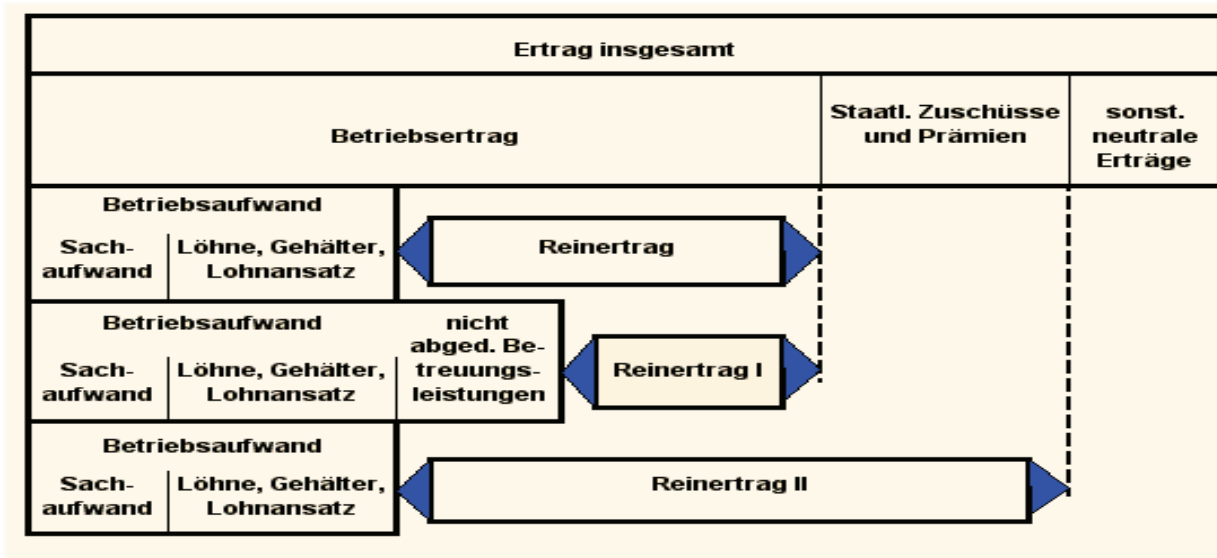 Ertrag insgesamt
Betriebsertrag
Staatl. Zuschüsse
und Prämien
sonst.
neutrale
Erträge
Betriebsaufwand
Sach-
aufwand
Löhne, Gehälter,
Lohnansatz
Reinertrag
Betriebsaufwand
Sach-
aufwand
Löhne, Gehälter,
Lohnansatz
nicht
abged. Be-
treuungs-
leistungen
Reinertrag I
Betriebsaufwand
Sach-
aufwand
Löhne, Gehälter,
Lohnansatz
Reinertrag II